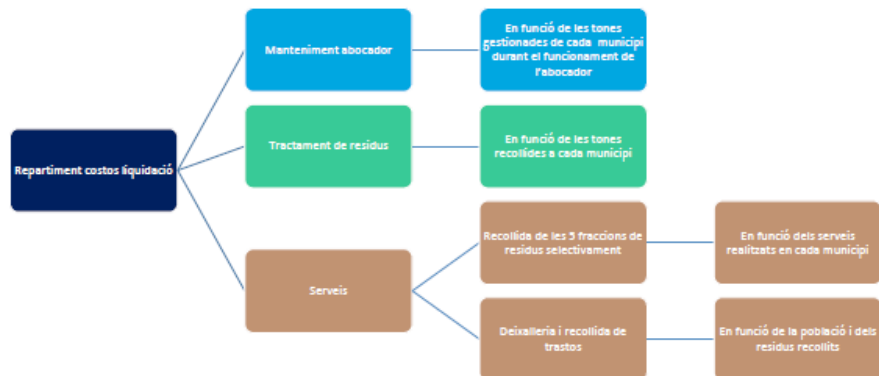 Repartiment costos liquidació
Manteniment abocador
En funció de les tones
gestionades de cada municipi
durant el funcionament de
l'abocador
Tractament de residus
En funció de les tones
recollides a cada municipi
Serveis
Recollida de les 5 fraccions de
residus selectivament
En funció dels serveis
realitzats en cada municipi
Deixalleria i recollida de
trastos
En funció de la població i dels
residus recollits